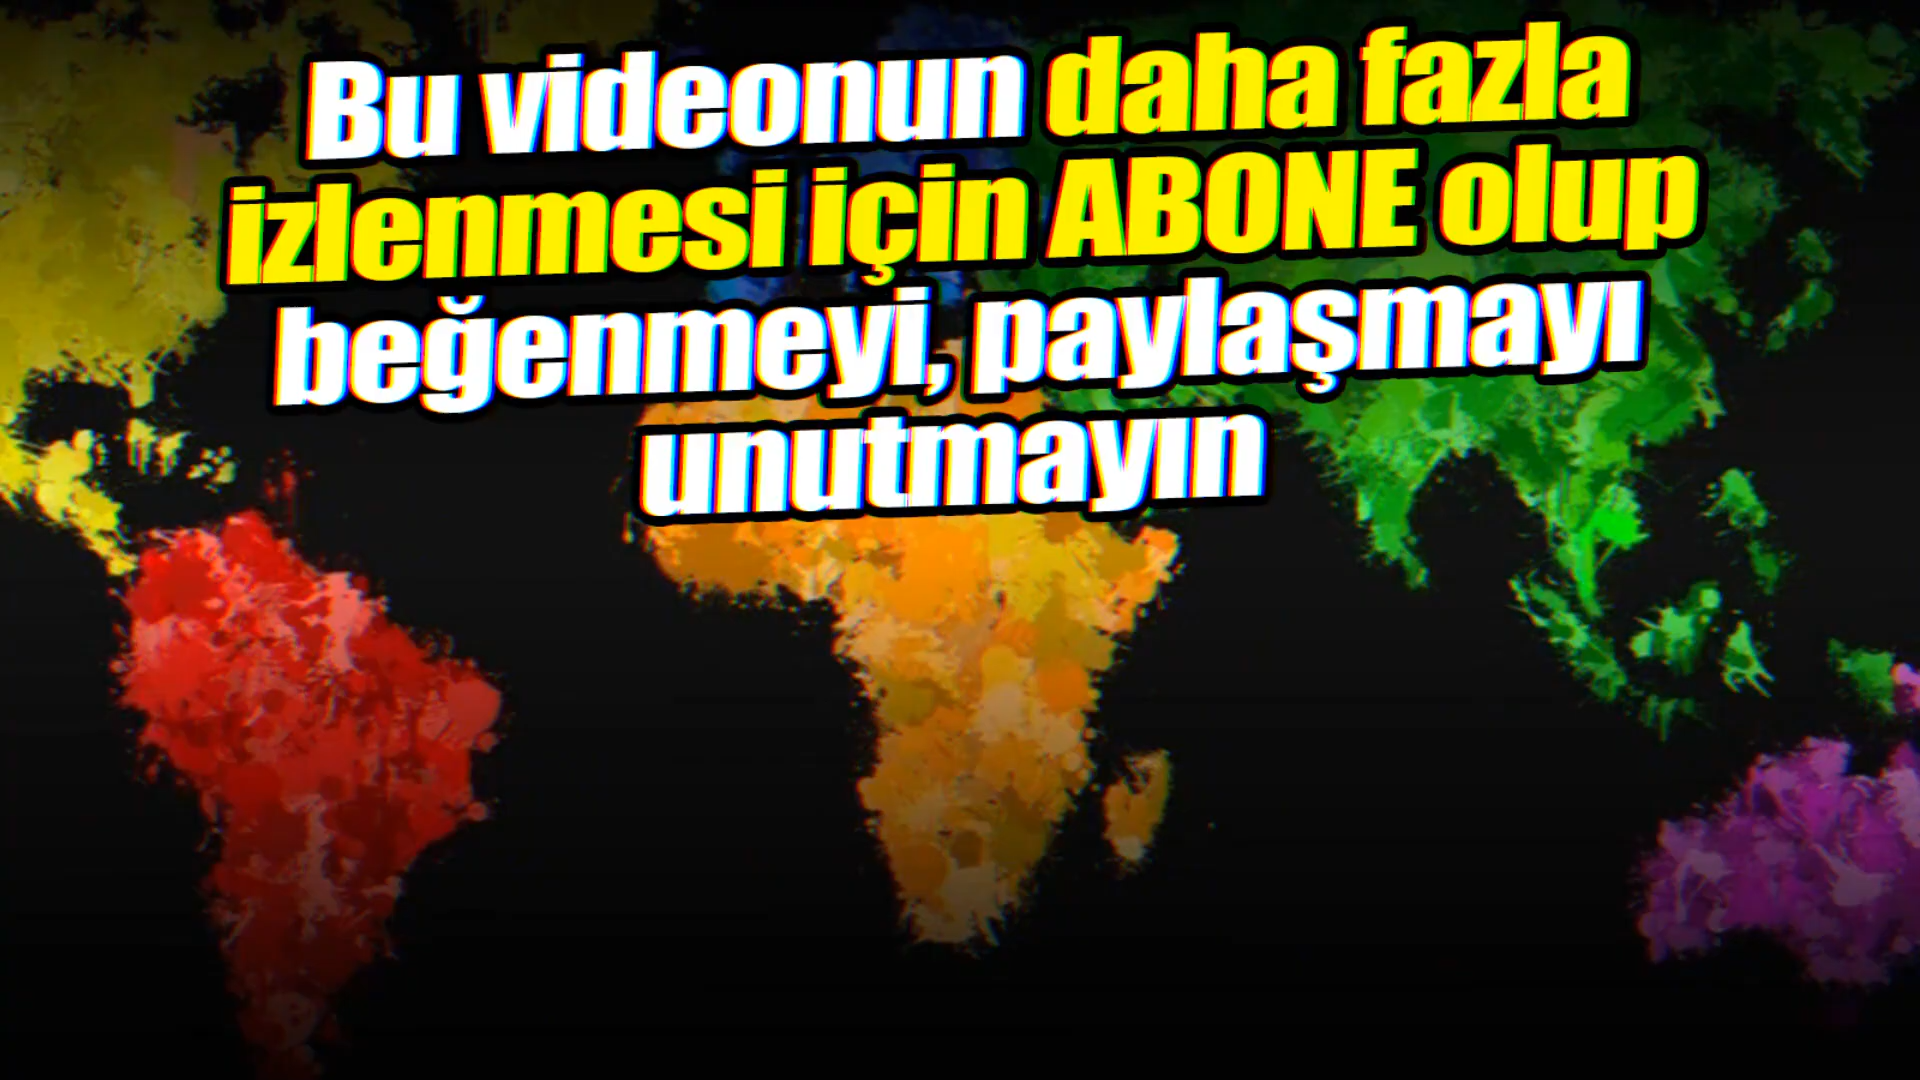 Bu videonun daha fazla
izlenmesi için ABONE olup
beğenmeyi, paylaşmayı
unutmayın